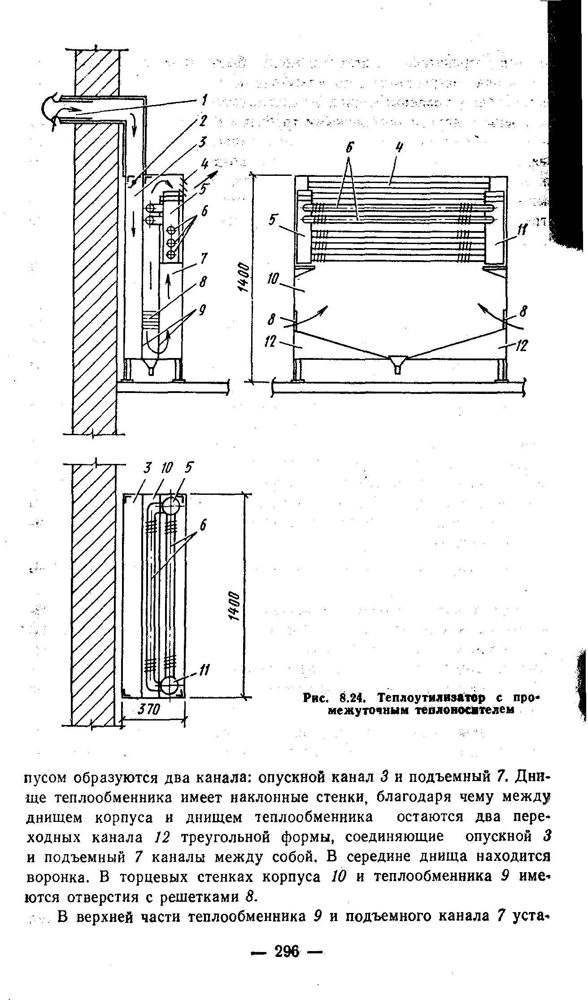 1
2
3
4
5
6
7
8
9
6 4
5
11
1400
10
8
8
12
12
3 10 5
6
1400
11
370
Рис. 8.24. Теплоутилизатор с про-
межуточным теплоносителем
пусом образуются два канала: опускной канал 3 и подъемный 7. Дни-
ще теплообменника имеет наклонные стенки, благодаря чему между
днищем корпуса и днищем теплообменника остаются два пере-
ходных канала 12 треугольной формы, соединяющие опускной 3
и подъемный 7 каналы между собой. В середине днища находится
воронка. В торцевых стенках корпуса 10 и теплообменника 9 име-
ются отверстия с решетками 8.
В верхней части теплообменника 9 и подъемного канала 7 уста-
— 296 —